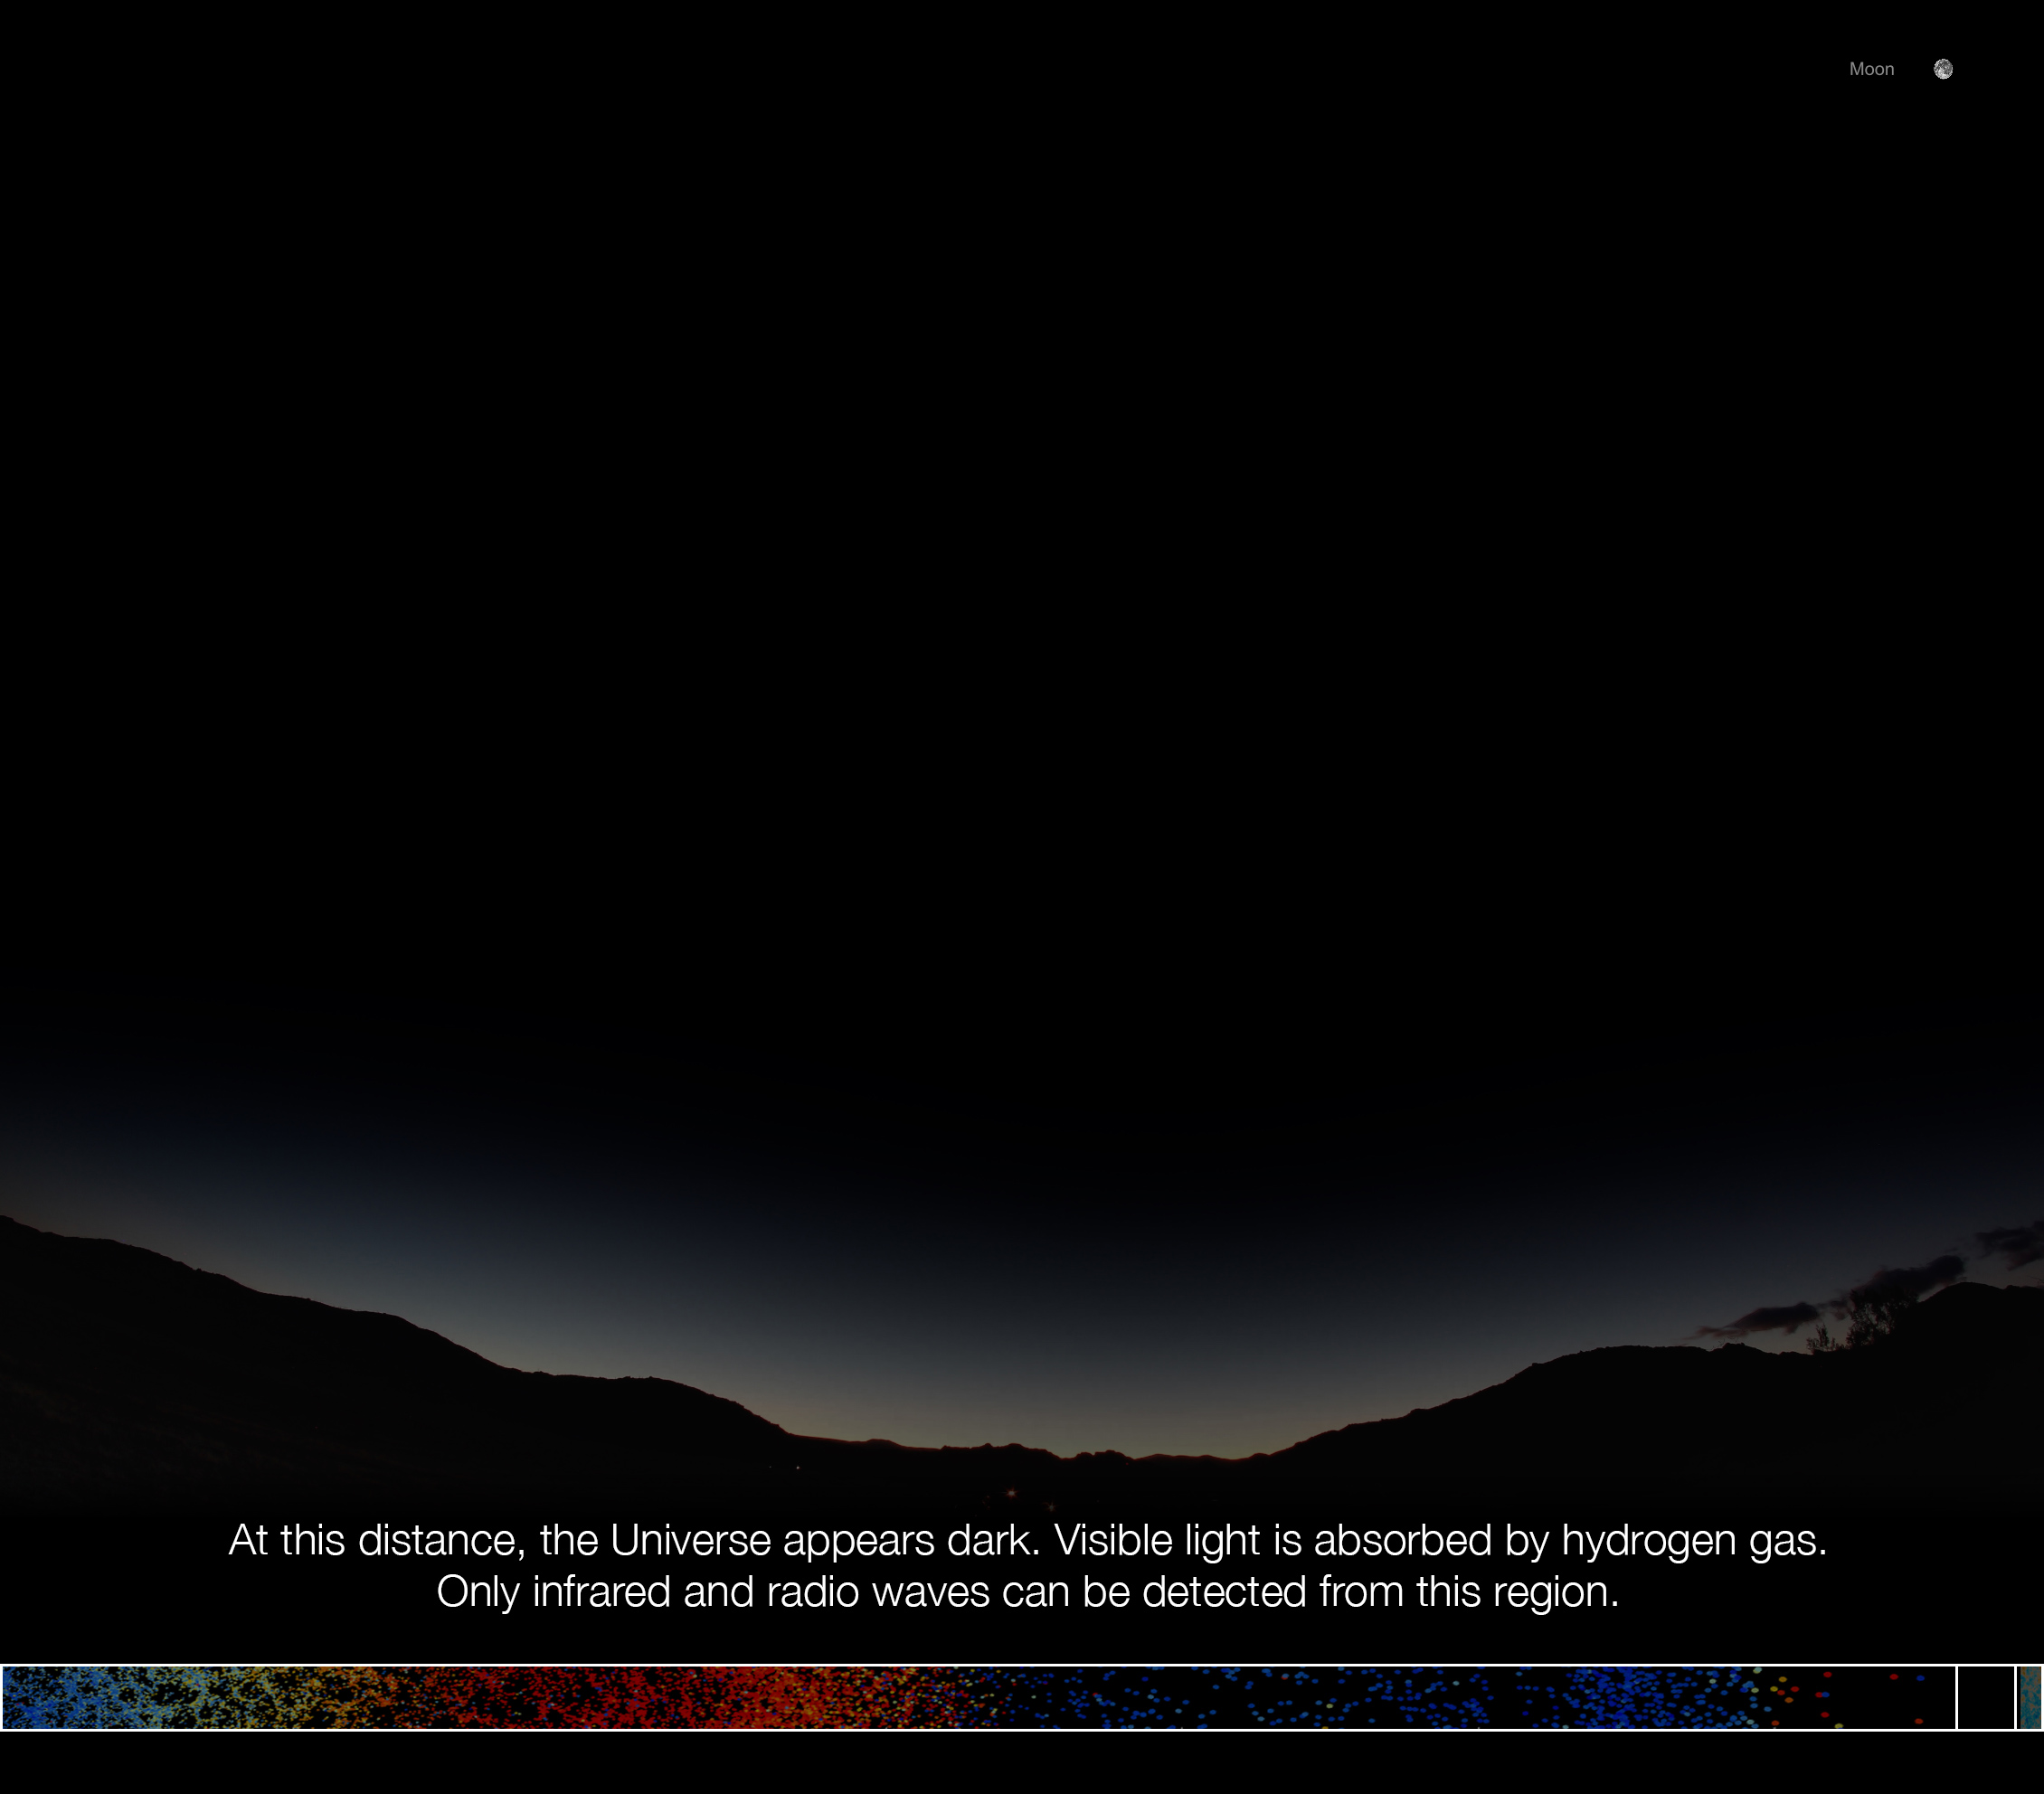 Moon
At this distance, the Universe appears dark. Visible light is absorbed by hydrogen gas.
Only infrared and radio waves can be detected from this region.